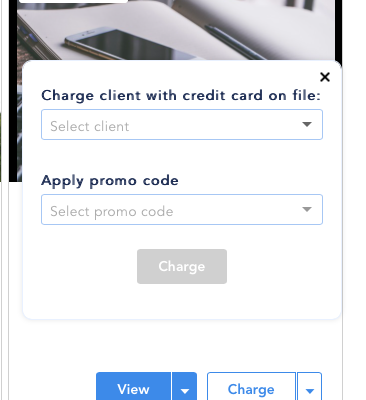 Charge client with credit card on file:
Select client
Apply promo code
Select promo code
Charge
View
Charge